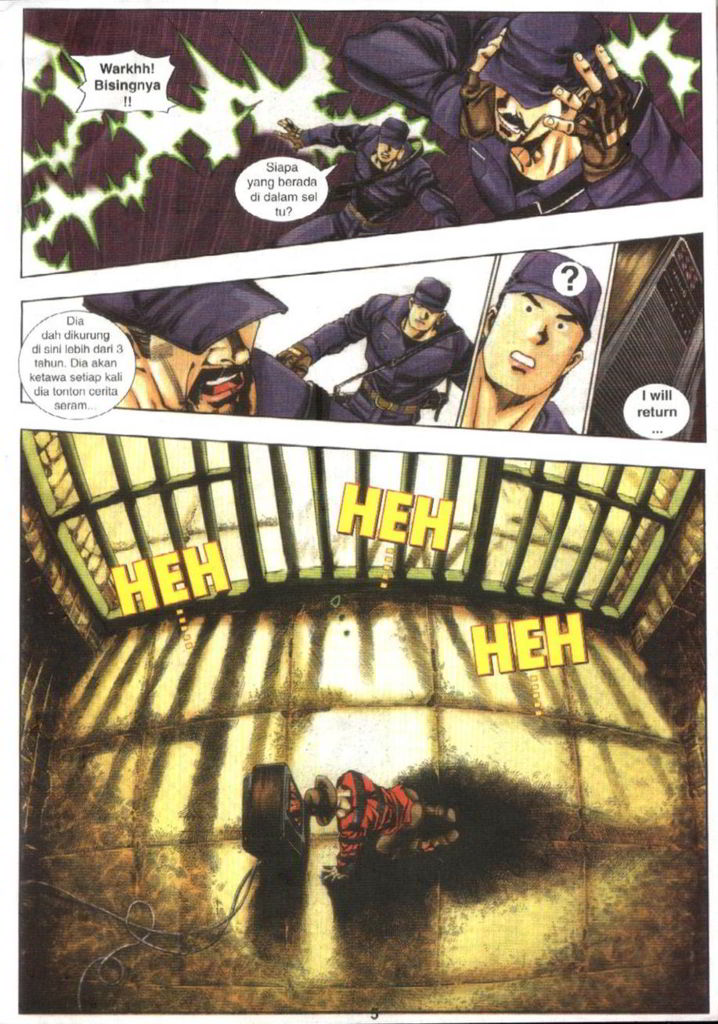 Warkhh!
Bisingnya
!!
Siapa
yang berada
di dalam sel
tu?
Dia
dah dikurung
di sini lebih dari 3
tahun. Dia akan
ketawa setiap kali
dia tonton cerita
seram...
?
I will
return
...
HEH
HEH
HEH
5